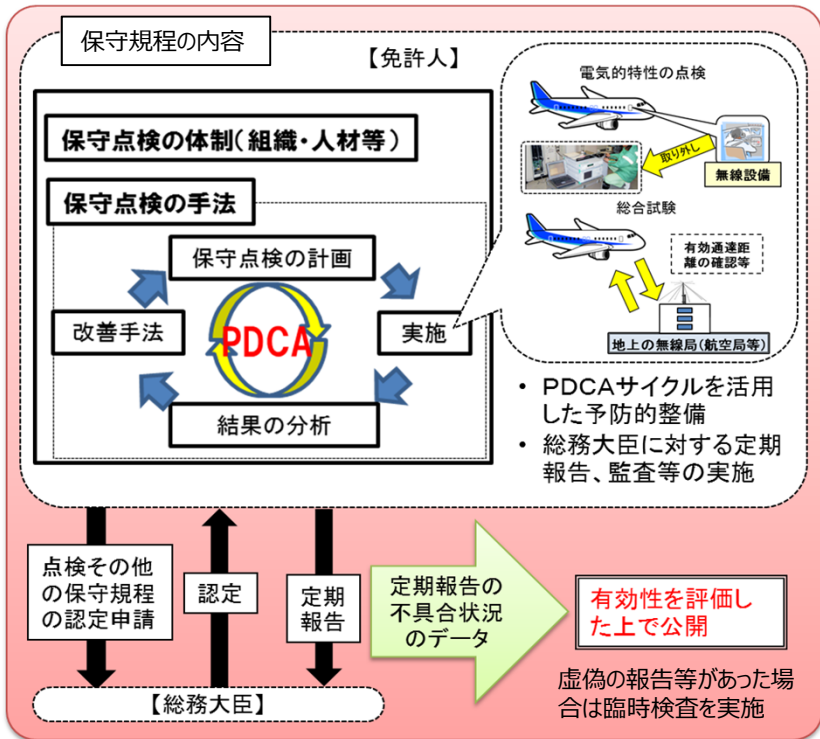 保守規程の内容
【免許人】
保守点検の体制(組織・人材等)
保守点検の手法
保守点検の計画
改善手法
PDCA
実施
結果の分析
電気的特性の点検
取り外し
無線設備
総合試験
有効通達距
離の確認等
地上の無線局(航空局等)
• PDCAサイクルを活用
した予防的整備
• 総務大臣に対する定期
報告、監査等の実施
点検その他
の保守規程
の認定申請
認定
定期
報告
定期報告の
不具合状況
のデータ
有効性を評価し
た上で公開
【総務大臣】
虚偽の報告等があった場
合は臨時検査を実施